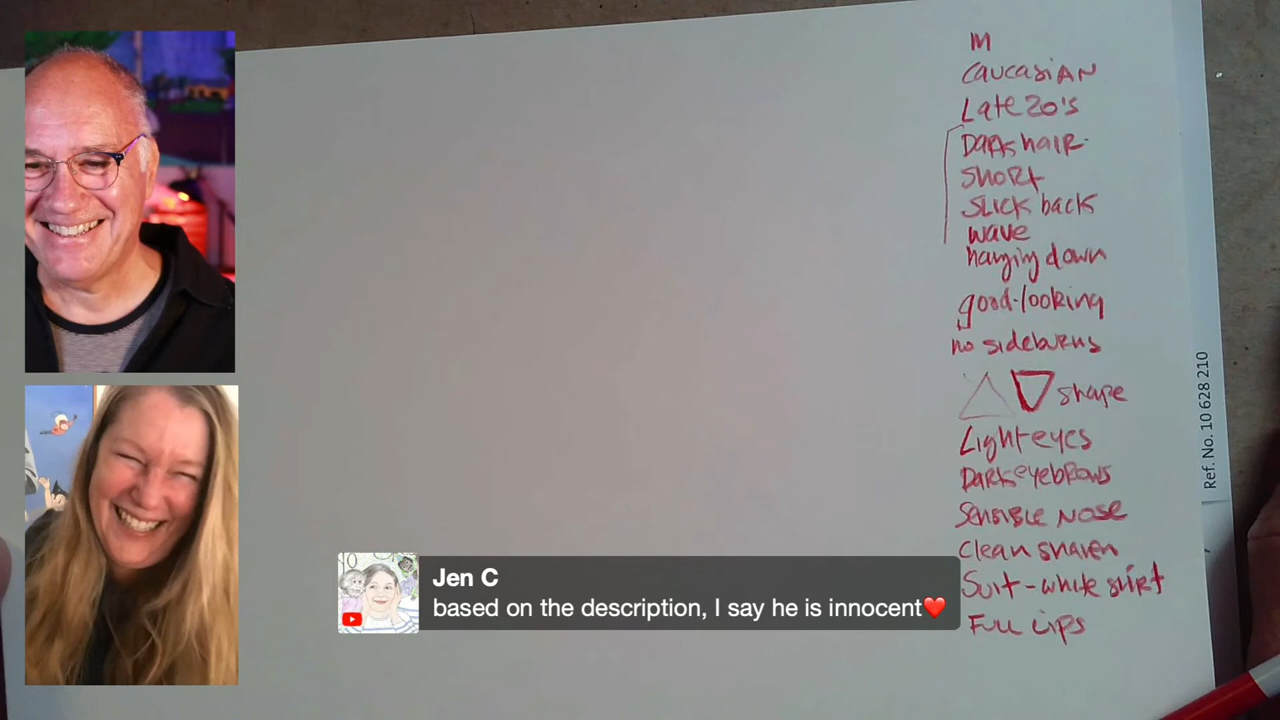 M
Caucasian
Late 20's
Dark hair-
Short
Slick back
wave
hanging down
good-looking
no sideburns
shape
Light eyes
Dark eyebrows
Sensible Nose
Clean shaven
Suit - white shirt
Full Lips
Ref. No. 10 628 210
Jen C
based on the description, I say he is innocent❤️